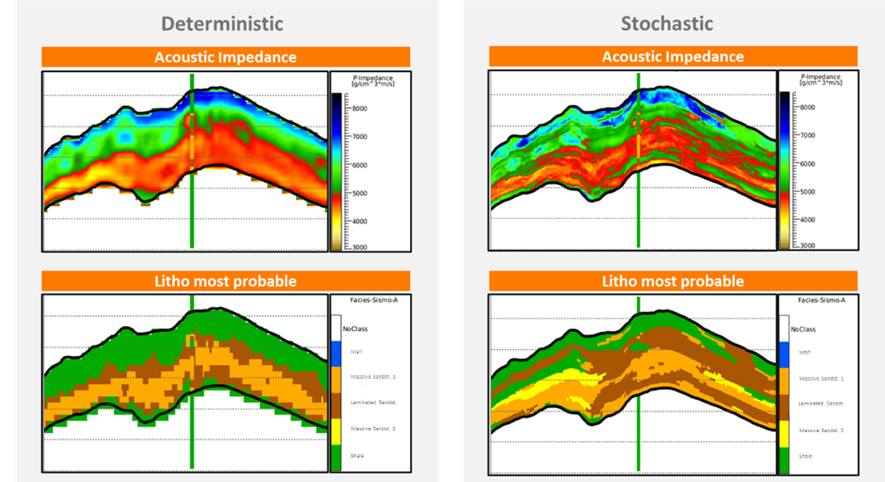 Deterministic
Acoustic Impedance
P-Impedance
[g/cm^3*m/s]
8000
7000
6000
5000
4000
3000
Litho most probable
Facies-Sismo-A
NoClass
Marl
Massive Sandst. 1
Laminated Sandst.
Massive Sandst. 2
Shale
Stochastic
Acoustic Impedance
P-Impedance
[g/cm^3*m/s]
8000
7000
6000
5000
4000
3000
Litho most probable
Facies-Sismo-A
NoClass
Marl
Massive Sandst. 1
Laminated Sandst.
Massive Sandst. 2
Shale